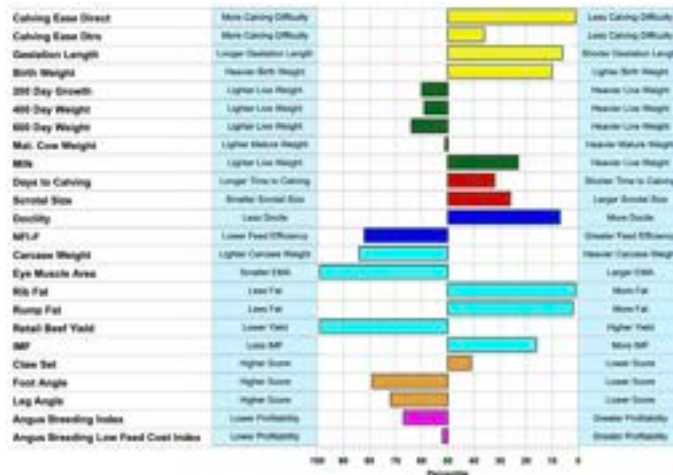 Calving Ease Direct More Calving Difficulty Less Calving Difficulty
Calving Ease Dtrs More Calving Difficulty Less Calving Difficulty
Gestation Length Longer Gestation Length Shorter Gestation Length
Birth Weight Heavier Birth Weight Lighter Birth Weight
200 Day Growth Lighter Live Weight Heavier Live Weight
400 Day Weight Lighter Live Weight Heavier Live Weight
600 Day Weight Lighter Live Weight Heavier Live Weight
Mat. Cow Weight Lighter Mature Weight Heavier Mature Weight
Milk Lighter Live Weight Heavier Live Weight
Days to Calving Longer Time to Calving Shorter Time to Calving
Scrotal Size Smaller Scrotal Size Larger Scrotal Size
Docility Less Docile More Docile
NFI-F Lower Feed Efficiency Greater Feed Efficiency
Carcase Weight Lighter Carcase Weight Heavier Carcase Weight
Eye Muscle Area Smaller EMA Larger EMA
Rib Fat Less Fat More Fat
Rump Fat Less Fat More Fat
Retail Beef Yield Lower Yield Higher Yield
IMF Less IMF More IMF
Claw Set Higher Score Lower Score
Foot Angle Higher Score Lower Score
Leg Angle Higher Score Lower Score
Angus Breeding Index Lower Profitability Greater Profitability
Angus Breeding Low Feed Cost Index Lower Profitability Greater Profitability
100 90 80 70 60 50 40 30 20 10 0
Percentile